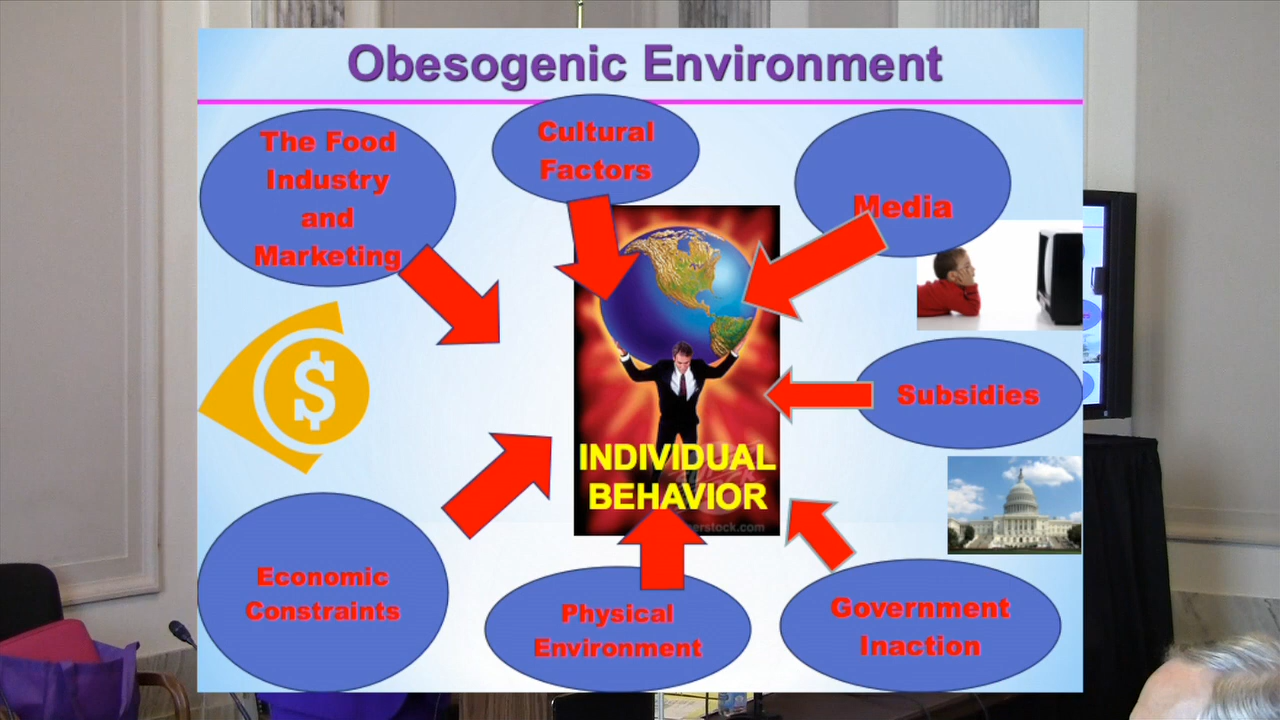 Obesogenic Environment
The Food
Industry
and
Marketing
Cultural
Factors
Media
$
Subsidies
INDIVIDUAL
BEHAVIOR
Economic
Constraints
Physical
Environment
Government
Inaction